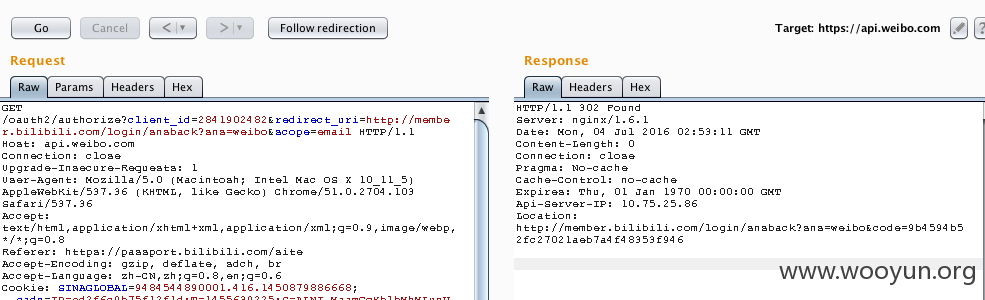 Go
Cancel
<
>
Follow redirection
Target: https://api.weibo.com
?
Request
Raw
Params
Headers
Hex
GET
/oauth2/authorize?client_id=2841902482&redirect_uri=http://membe
r.bilibili.com/login/snsback?sns=weibo&scope=email HTTP/1.1
Host: api.weibo.com
Connection: close
Upgrade-Insecure-Requests: 1
User-Agent: Mozilla/5.0 (Macintosh; Intel Mac OS X 10_11_5)
AppleWebKit/537.36 (KHTML, like Gecko) Chrome/51.0.2704.103
Safari/537.36
Accept:
text/html,application/xhtml+xml,application/xml;q=0.9,image/webp,
*/*;q=0.8
Referer: https://passport.bilibili.com/site
Accept-Encoding: gzip, deflate, sdch, br
Accept-Language: zh-CN,zh;q=0.8,en;q=0.6
Cookie: SINAGLOBAL=9484544890001.416.1450879886668;
Response
Raw
Headers
Hex
HTTP/1.1 302 Found
Server: nginx/1.6.1
Date: Mon, 04 Jul 2016 02:53:11 GMT
Content-Length: 0
Connection: close
Pragma: No-cache
Cache-Control: no-cache
Expires: Thu, 01 Jan 1970 00:00:00 GMT
Api-Server-IP: 10.75.25.86
Location:
http://member.bilibili.com/login/snsback?sns=weibo&code=9b4594b5
2fc27021aeb7a4f48353f946
www.wooyun.org